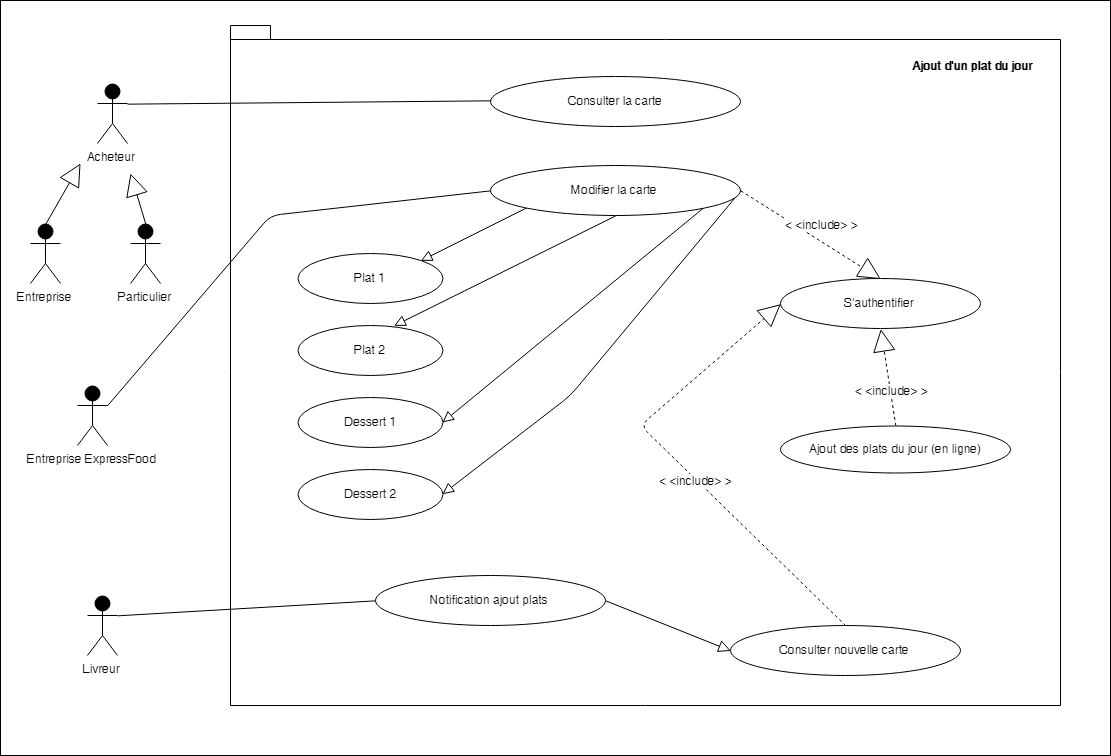 Ajout d'un plat du jour
Consulter la carte
Acheteur
Modifier la carte
< <include> >
Plat 1
Entreprise
Particulier
S'authentifier
Plat 2
< <include> >
Dessert 1
Ajout des plats du jour (en ligne)
Entreprise ExpressFood
< <include> >
Dessert 2
Notification ajout plats
Consulter nouvelle carte
Livreur